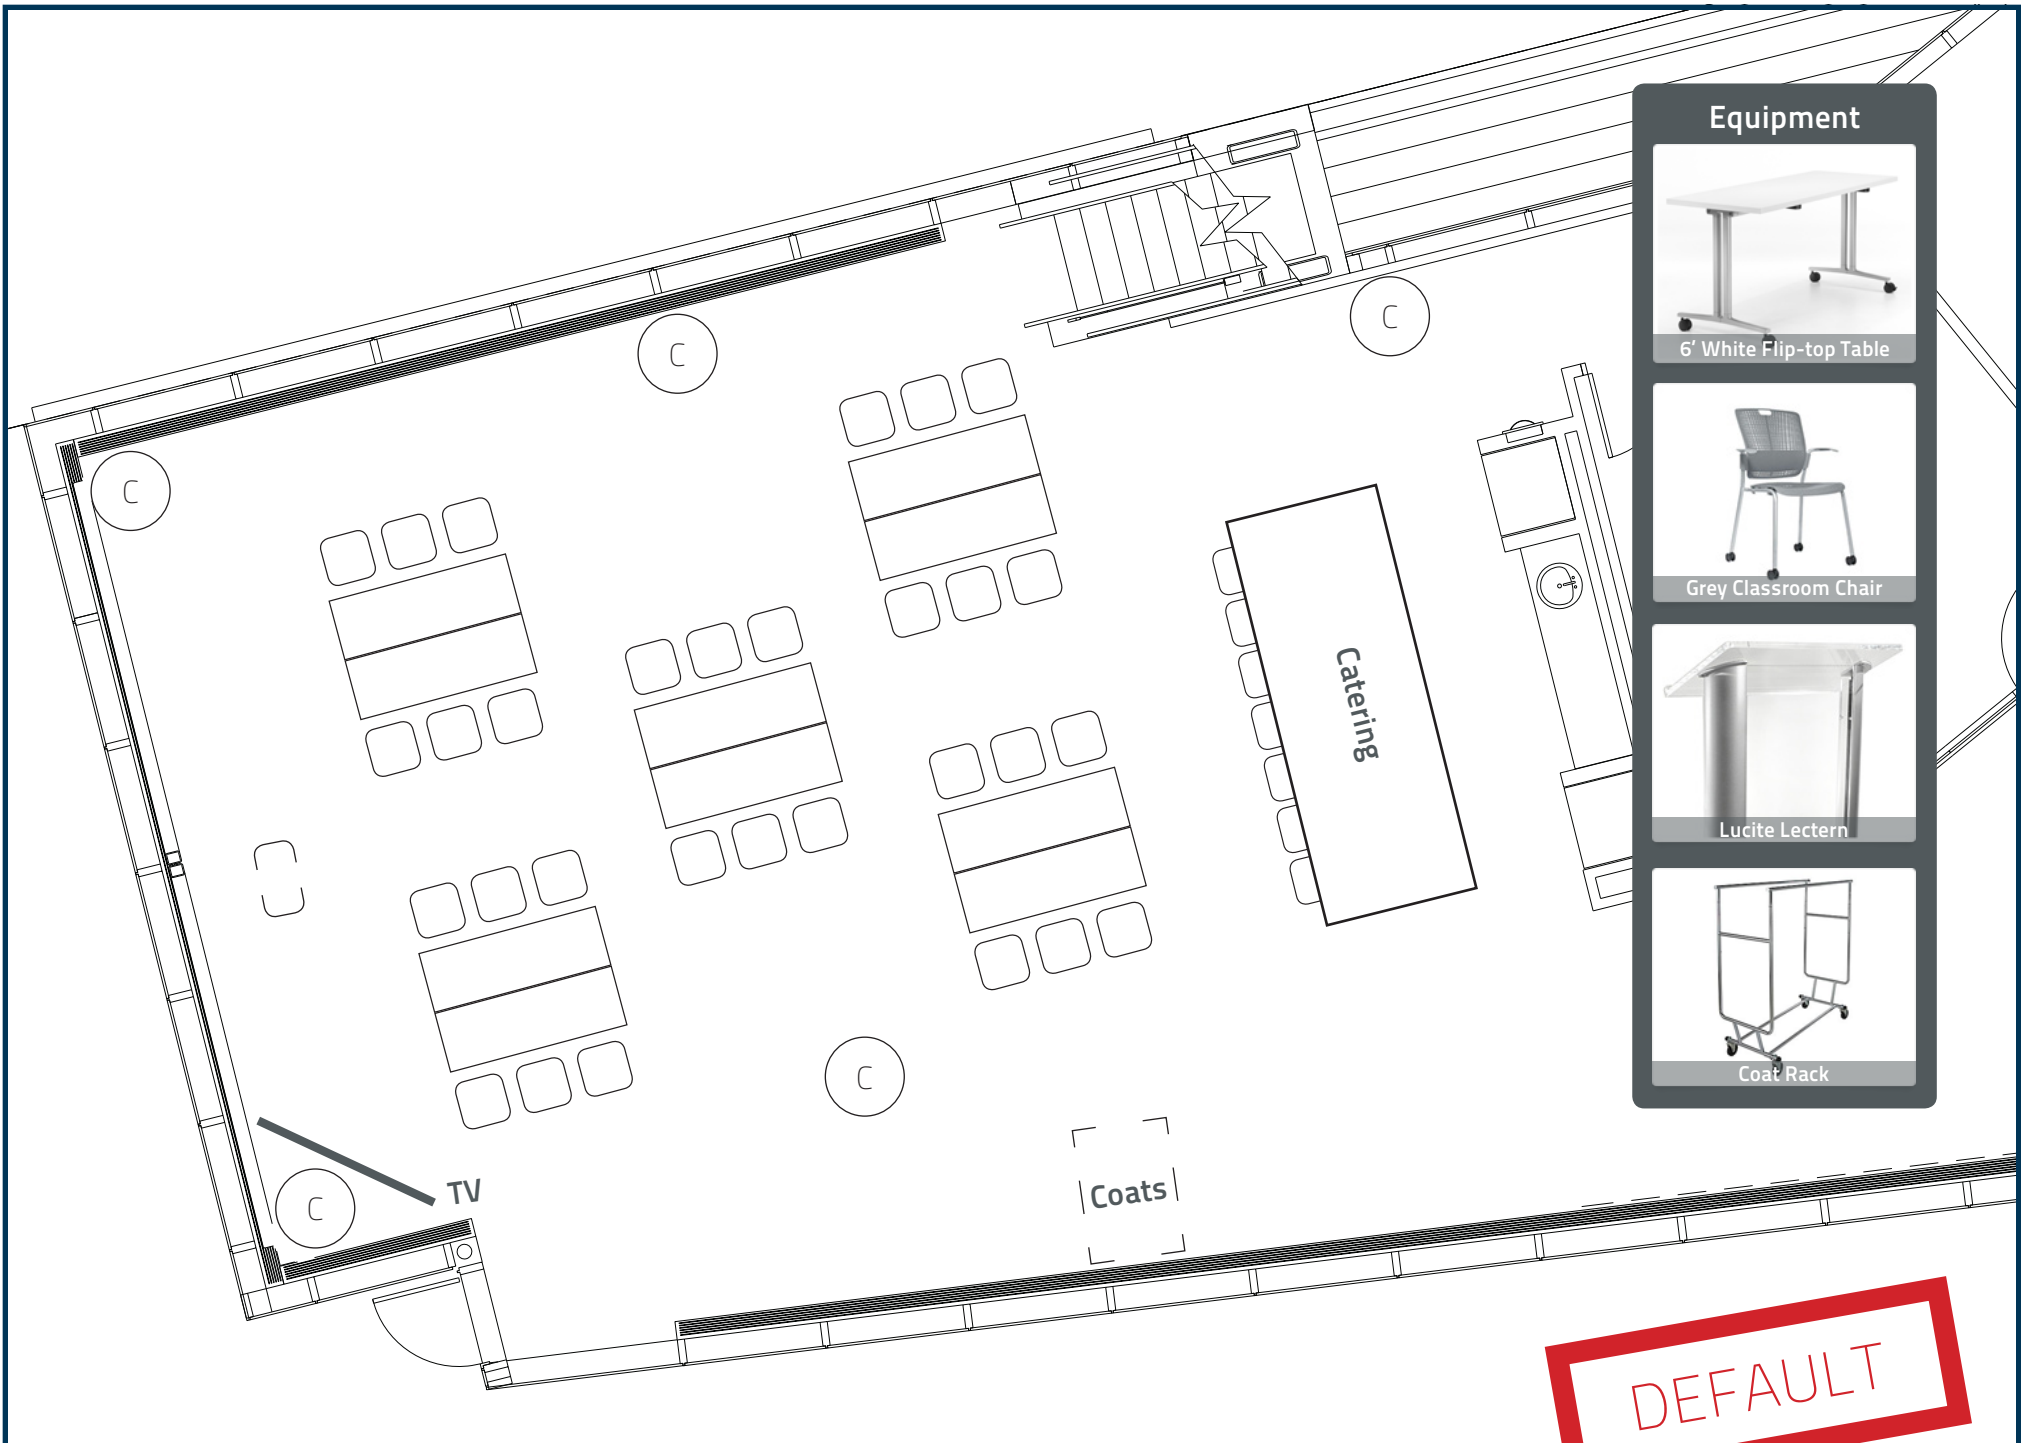 Equipment
6’ White Flip-top Table
Grey Classroom Chair
Lucite Lectern
Coat Rack
C
C
C
C
C
Catering
TV
Coats
DEFAULT